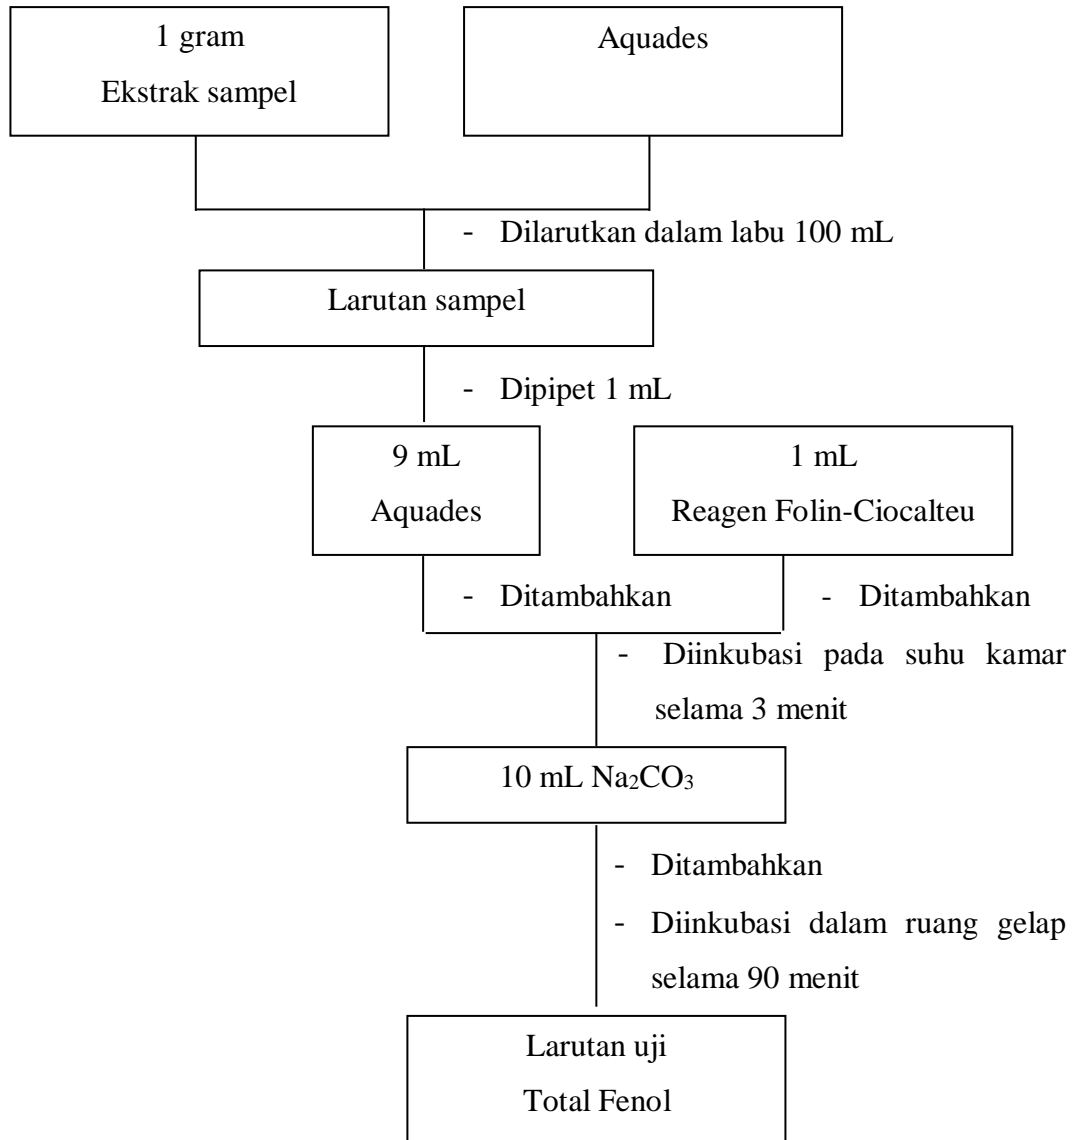 1 gram
Ekstrak sampel
Aquades
- Dilarutkan dalam labu 100 mL
Larutan sampel
- Dipipet 1 mL
9 mL
Aquades
1 mL
Reagen Folin-Ciocalteu
- Ditambahkan
- Ditambahkan
- Diinkubasi pada suhu kamar
selama 3 menit
10 mL Na₂CO₃
- Ditambahkan
- Diinkubasi dalam ruang gelap
selama 90 menit
Larutan uji
Total Fenol